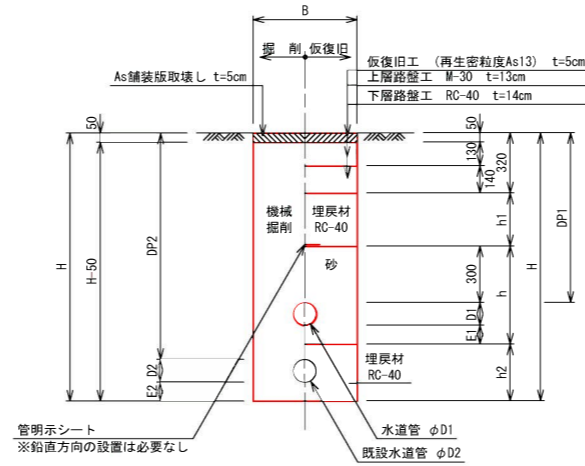 B
掘 削
仮復旧
As舗装版取壊し t=5cm
仮復旧工 (再生密粒度As13) t=5cm
上層路盤工 M-30 t=13cm
下層路盤工 RC-40 t=14cm
50
50
130
320
140
機械
掘削
埋戻材
RC-40
h1
DP1
H
H-50
DP2
砂
300
h
H
D1
E1
D2
E2
埋戻材
RC-40
h2
管明示シート
※鉛直方向の設置は必要なし
水道管 φD1
既設水道管 φD2